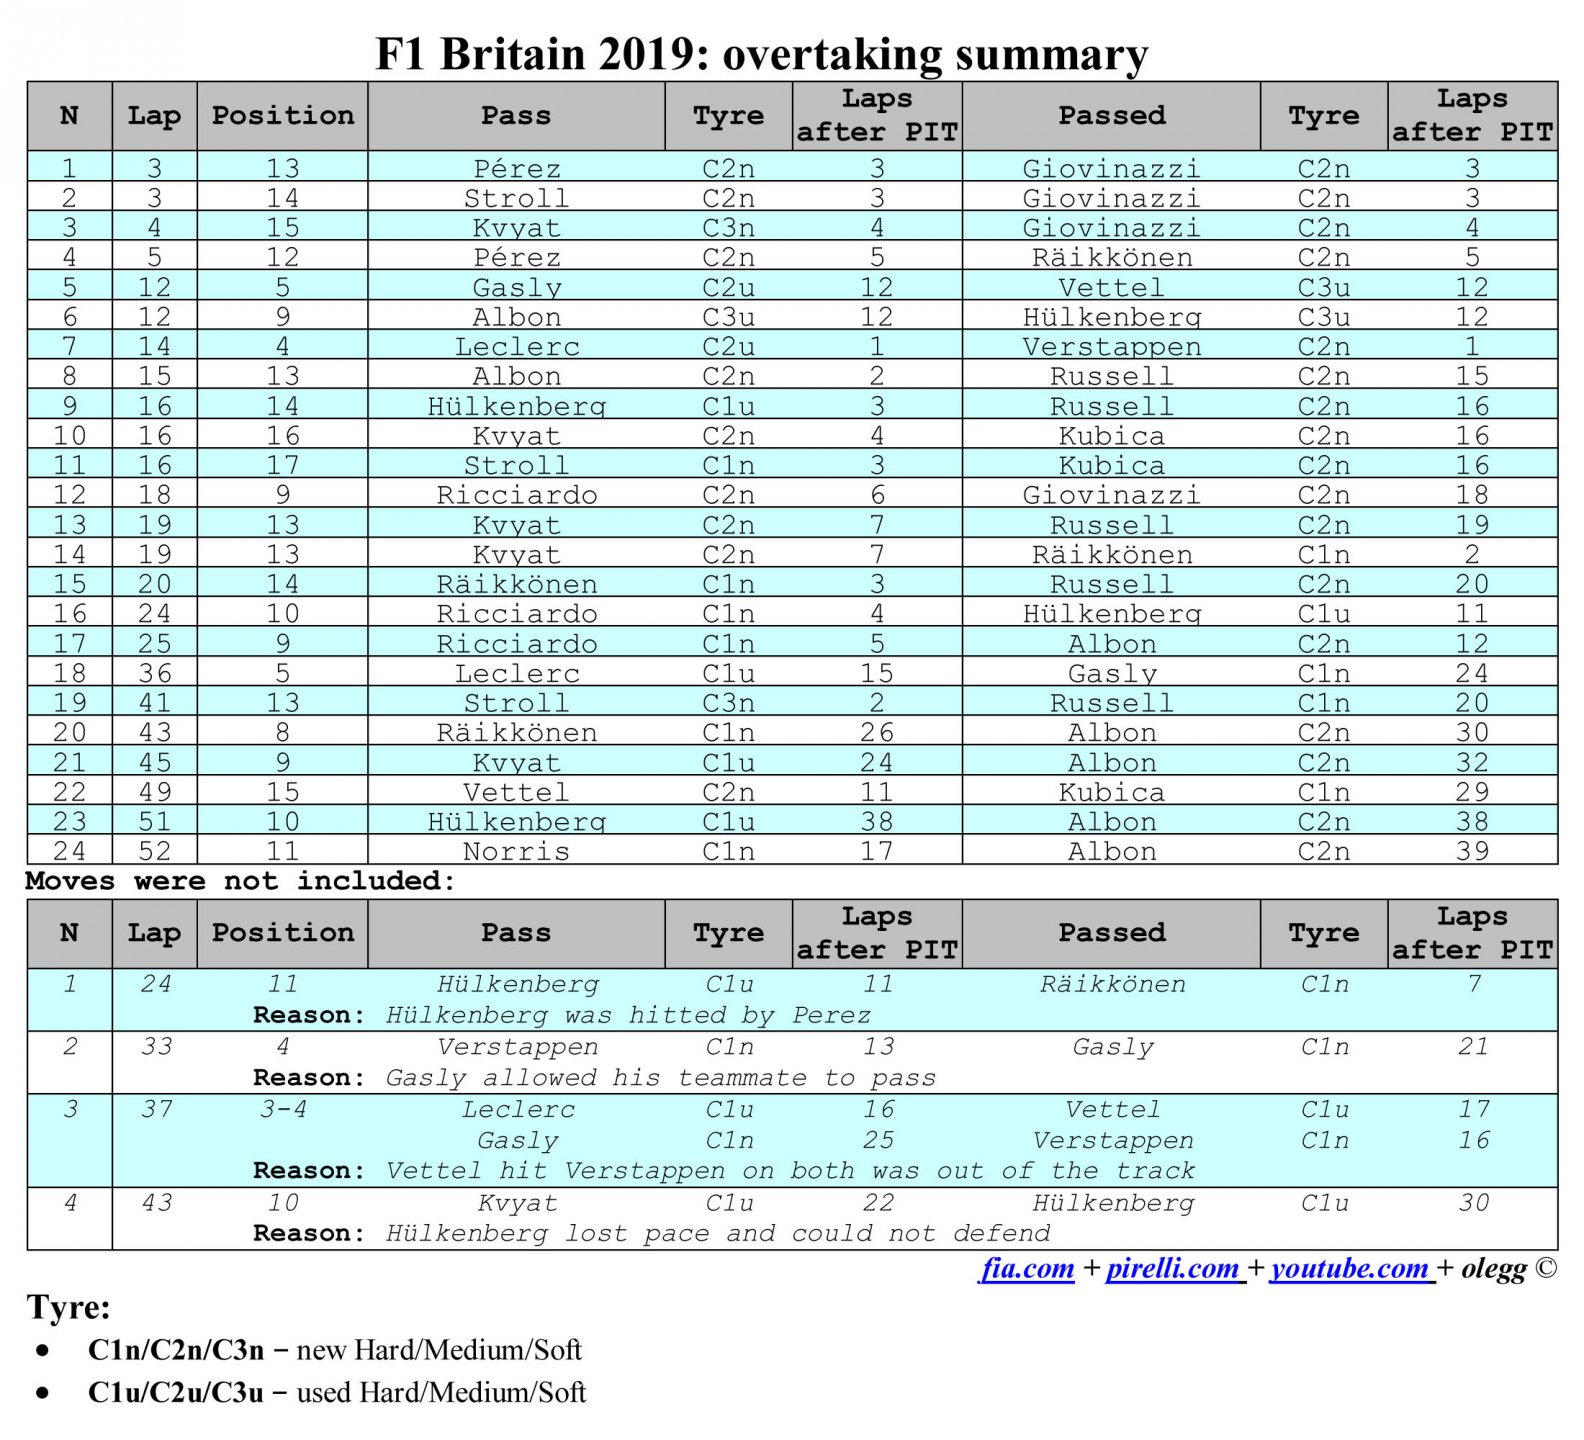 F1 Britain 2019: overtaking summary
N Lap Position Pass Tyre Laps after PIT Passed Tyre Laps after PIT
1 3 13 Pérez C2n 3 Giovinazzi C2n 3
2 3 14 Stroll C2n 3 Giovinazzi C2n 3
3 4 15 Kvyat C3n 4 Giovinazzi C2n 4
4 5 12 Pérez C2n 5 Räikkönen C2n 5
5 12 5 Gasly C2u 12 Vettel C3u 12
6 12 9 Albon C3u 12 Hülkenberg C3u 12
7 14 4 Leclerc C2u 1 Verstappen C2n 1
8 15 13 Albon C2n 2 Russell C2n 15
9 16 14 Hülkenberg C1u 3 Russell C2n 16
10 16 16 Kvyat C2n 4 Kubica C2n 16
11 16 17 Stroll C1n 3 Kubica C2n 16
12 18 9 Ricciardo C2n 6 Giovinazzi C2n 18
13 19 13 Kvyat C2n 7 Russell C2n 19
14 19 13 Kvyat C2n 7 Räikkönen C1n 2
15 20 14 Räikkönen C1n 3 Russell C2n 20
16 24 10 Ricciardo C1n 4 Hülkenberg C1u 11
17 25 9 Ricciardo C1n 5 Albon C2n 12
18 36 5 Leclerc C1u 15 Gasly C1n 24
19 41 13 Stroll C3n 2 Russell C1n 20
20 43 8 Räikkönen C1n 26 Albon C2n 30
21 45 9 Kvyat C1u 24 Albon C2n 32
22 49 15 Vettel C2n 11 Kubica C1n 29
23 51 10 Hülkenberg C1u 38 Albon C2n 38
24 52 11 Norris C1n 17 Albon C2n 39
Moves were not included:
N Lap Position Pass Tyre Laps after PIT Passed Tyre Laps after PIT
1 24 11 Hülkenberg C1u 11 Räikkönen C1n 7
Reason: Hülkenberg was hitted by Perez
2 33 4 Verstappen C1n 13 Gasly C1n 21
Reason: Gasly allowed his teammate to pass
3 37 3-4 Leclerc C1u 16 Vettel C1u 17
Gasly C1n 25 Verstappen C1n 16
Reason: Vettel hit Verstappen on both was out of the track
4 43 10 Kvyat C1u 22 Hülkenberg C1u 30
Reason: Hülkenberg lost pace and could not defend
fia.com + pirelli.com + youtube.com + olegg ©
Tyre:
• C1n/C2n/C3n – new Hard/Medium/Soft
• C1u/C2u/C3u – used Hard/Medium/Soft